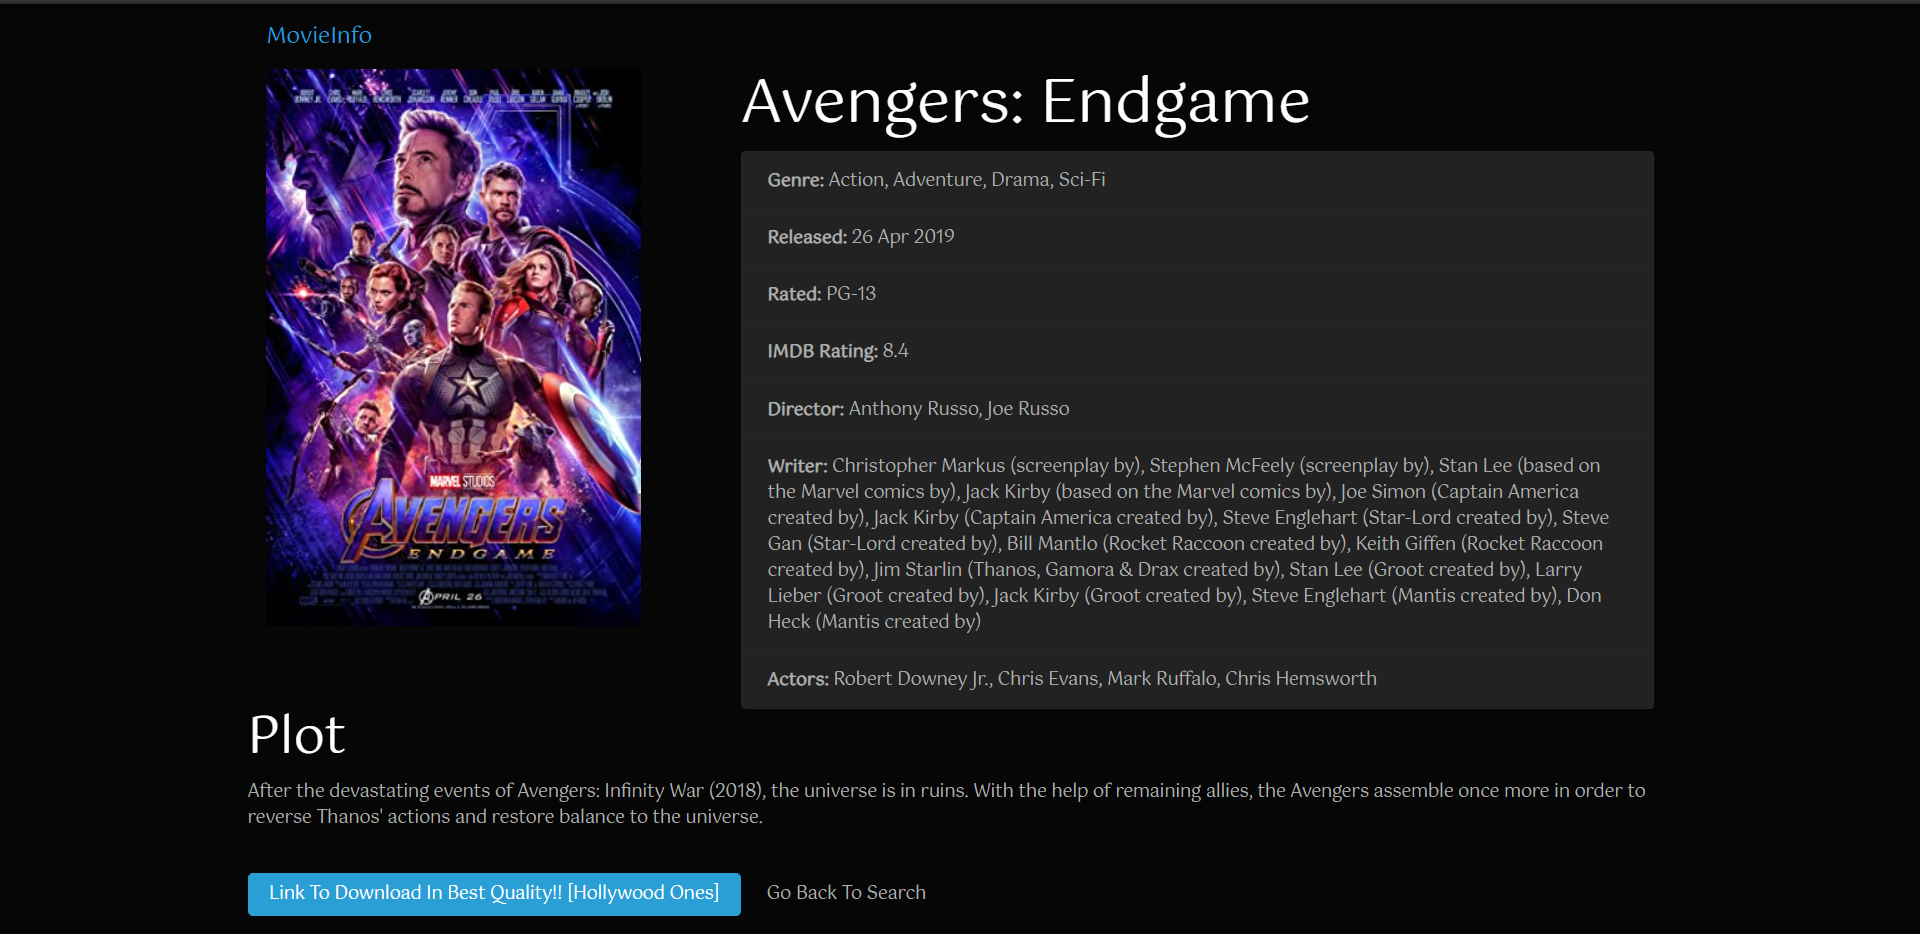 MovieInfo
MARVEL STUDIOS
AVENGERS
ENDGAME
APRIL 26
Avengers: Endgame
Genre: Action, Adventure, Drama, Sci-Fi
Released: 26 Apr 2019
Rated: PG-13
IMDB Rating: 8.4
Director: Anthony Russo, Joe Russo
Writer: Christopher Markus (screenplay by), Stephen McFeely (screenplay by), Stan Lee (based on
the Marvel comics by), Jack Kirby (based on the Marvel comics by), Joe Simon (Captain America
created by), Jack Kirby (Captain America created by), Steve Englehart (Star-Lord created by), Steve
Gan (Star-Lord created by), Bill Mantlo (Rocket Raccoon created by), Keith Giffen (Rocket Raccoon
created by), Jim Starlin (Thanos, Gamora & Drax created by), Stan Lee (Groot created by), Larry
Lieber (Groot created by), Jack Kirby (Groot created by), Steve Englehart (Mantis created by), Don
Heck (Mantis created by)
Actors: Robert Downey Jr., Chris Evans, Mark Ruffalo, Chris Hemsworth
Plot
After the devastating events of Avengers: Infinity War (2018), the universe is in ruins. With the help of remaining allies, the Avengers assemble once more in order to
reverse Thanos' actions and restore balance to the universe.
Link To Download In Best Quality!! [Hollywood Ones]
Go Back To Search